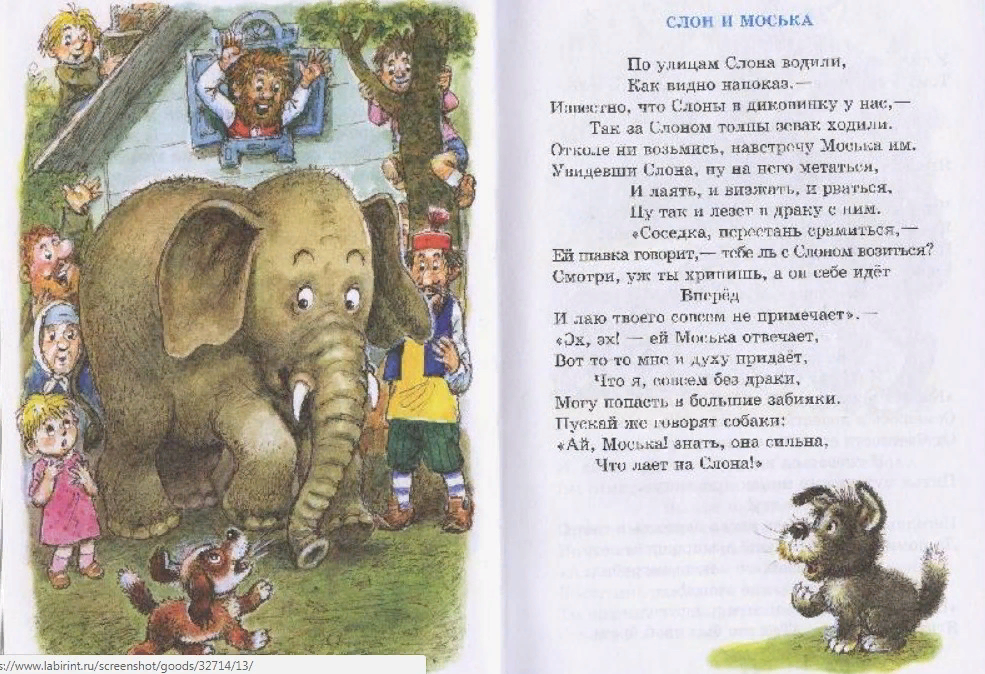 СЛОН И МОСЬКА
По улицам Слона водили,
Как видно напоказ.—
Известно, что Слоны в диковинку у нас,—
Так за Слоном толпы зевак ходили.
Отколе ни возьмись, навстречу Моська им.
Увидевши Слона, ну на него метаться,
И лаять, и визжать, и рваться,
Ну так и лезет в драку с ним.
«Соседка, перестань срамиться,—
Ей шавка говорит,— тебе ль с Слоном возиться?
Смотри, уж ты хрипишь, а он себе идёт
Вперёд
И лаю твоего совсем не примечает».—
«Эх, эх! — ей Моська отвечает,
Вот то-то мне и духу придаёт,
Что я, совсем без драки,
Могу попасть в большие забияки.
Пускай же говорят собаки:
«Ай, Моська! знать, она сильна,
Что лает на Слона!»
s://www.labirint.ru/screenshot/goods/32714/13/